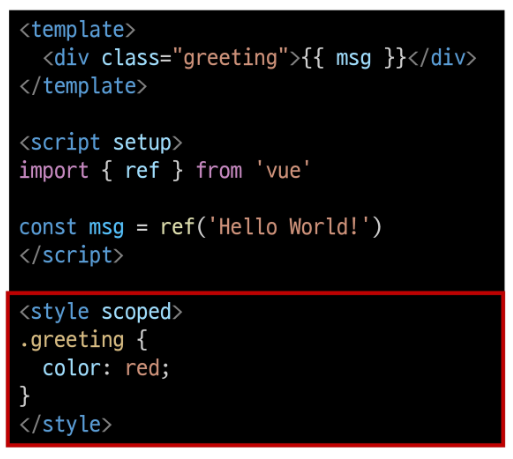 <template>
  <div class="greeting">{{ msg }}</div>
</template>

<script setup>
import { ref } from 'vue'

const msg = ref('Hello World!')
</script>

<style scoped>
.greeting {
  color: red;
}
</style>